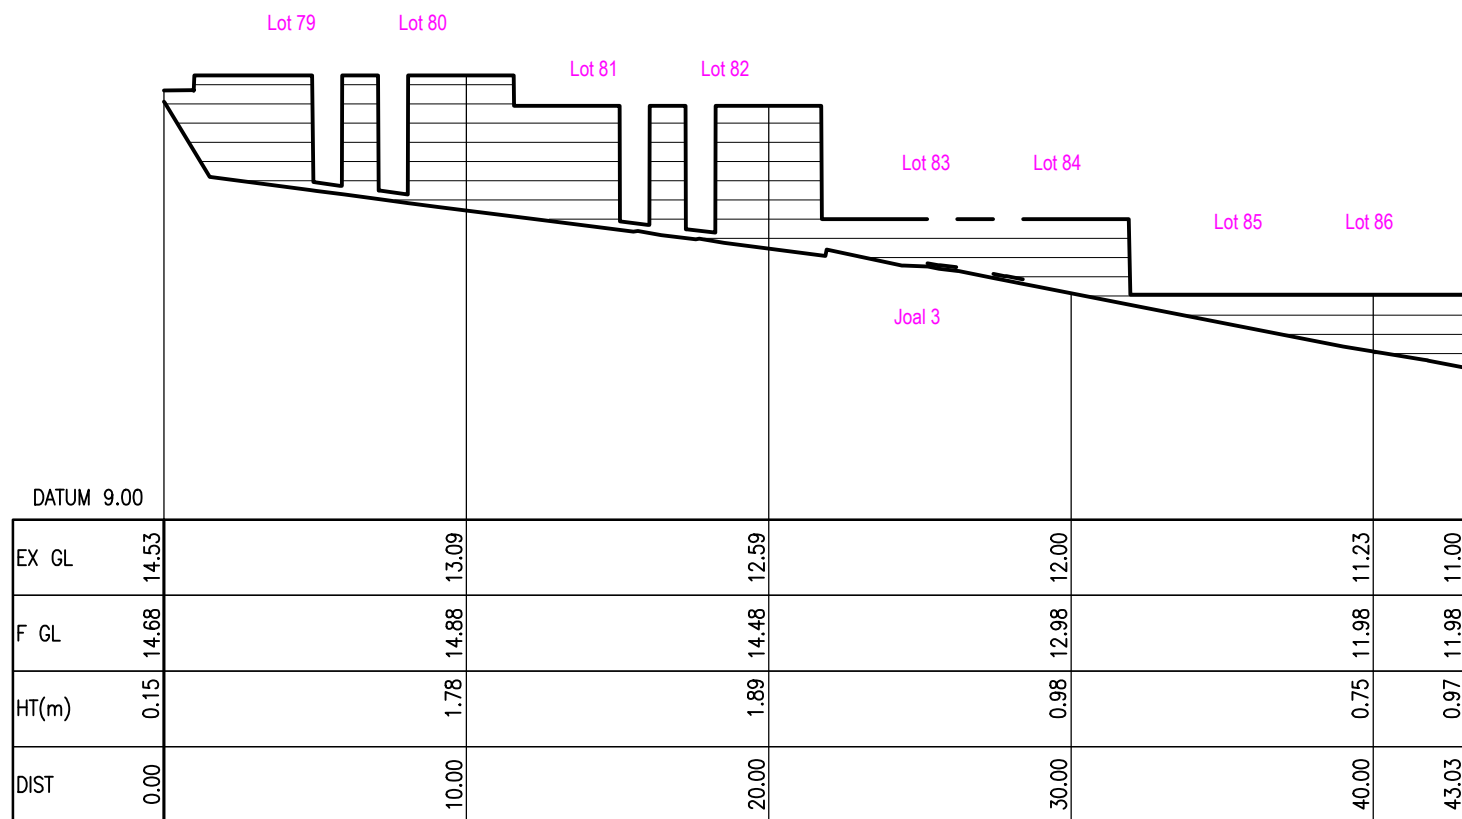 Lot 79 Lot 80
Lot 81 Lot 82
Lot 83 Lot 84
Lot 85 Lot 86
Joal 3
DATUM 9.00
EX GL 14.53 13.09 12.59 12.00 11.23 11.00
F GL 14.68 14.88 14.48 12.98 11.98 11.98
HT(m) 0.15 1.78 1.89 0.98 0.75 0.97
DIST 0.00 10.00 20.00 30.00 40.00 43.03